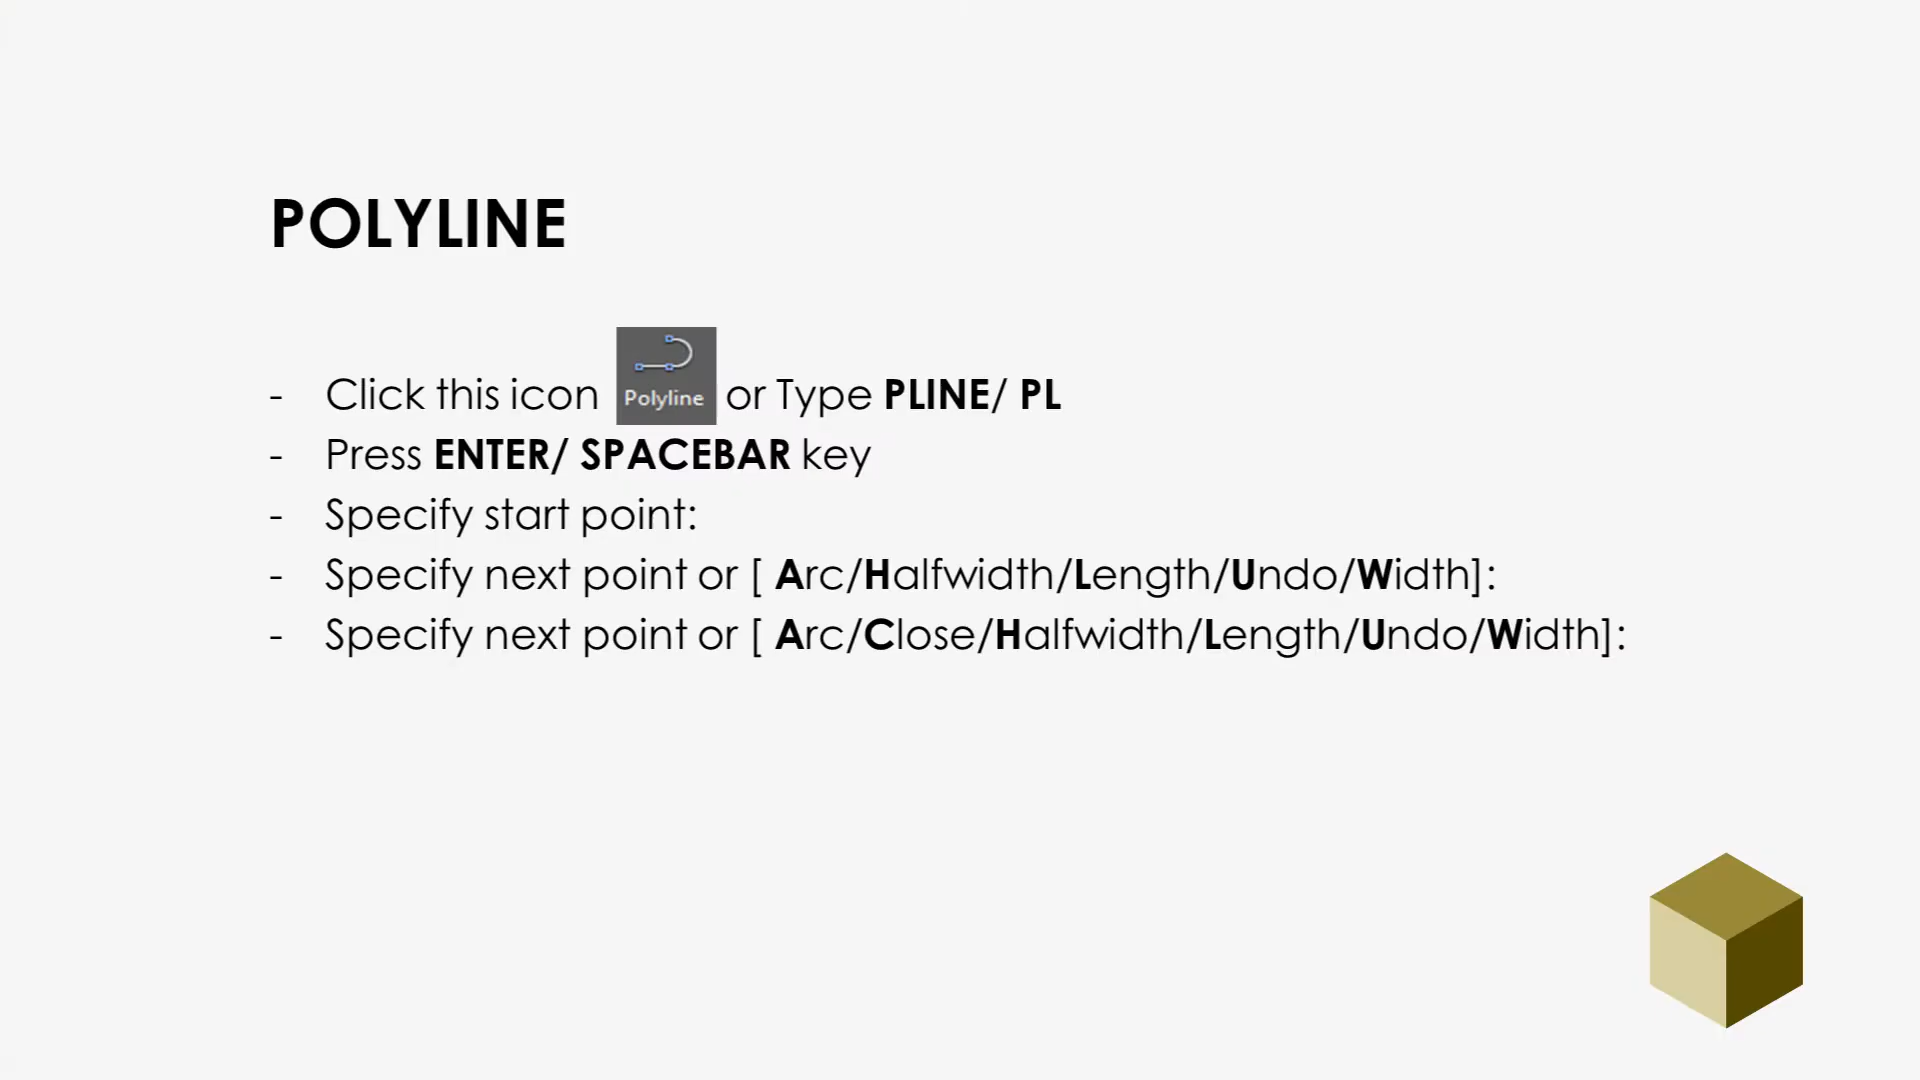 POLYLINE
- Click this icon Polyline or Type PLINE/ PL
- Press ENTER/ SPACEBAR key
- Specify start point:
- Specify next point or [ Arc/Halfwidth/Length/Undo/Width]:
- Specify next point or [ Arc/Close/Halfwidth/Length/Undo/Width]: